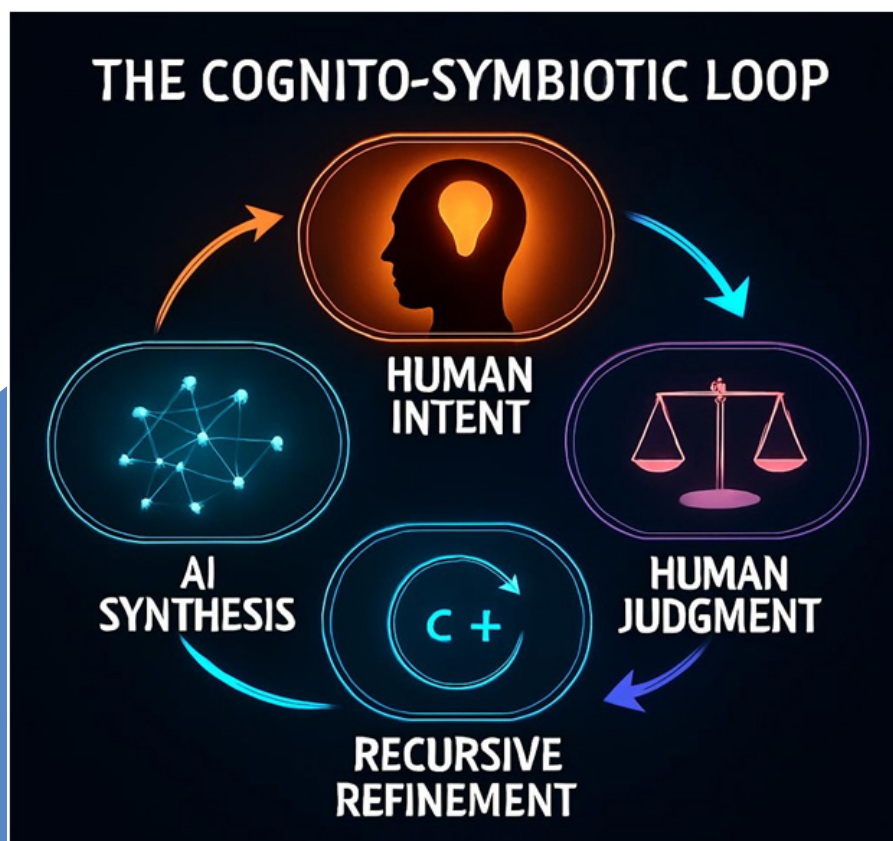 THE COGNITO-SYMBIOTIC LOOP
HUMAN
INTENT
AI
SYNTHESIS
HUMAN
JUDGMENT
C +
RECURSIVE
REFINEMENT